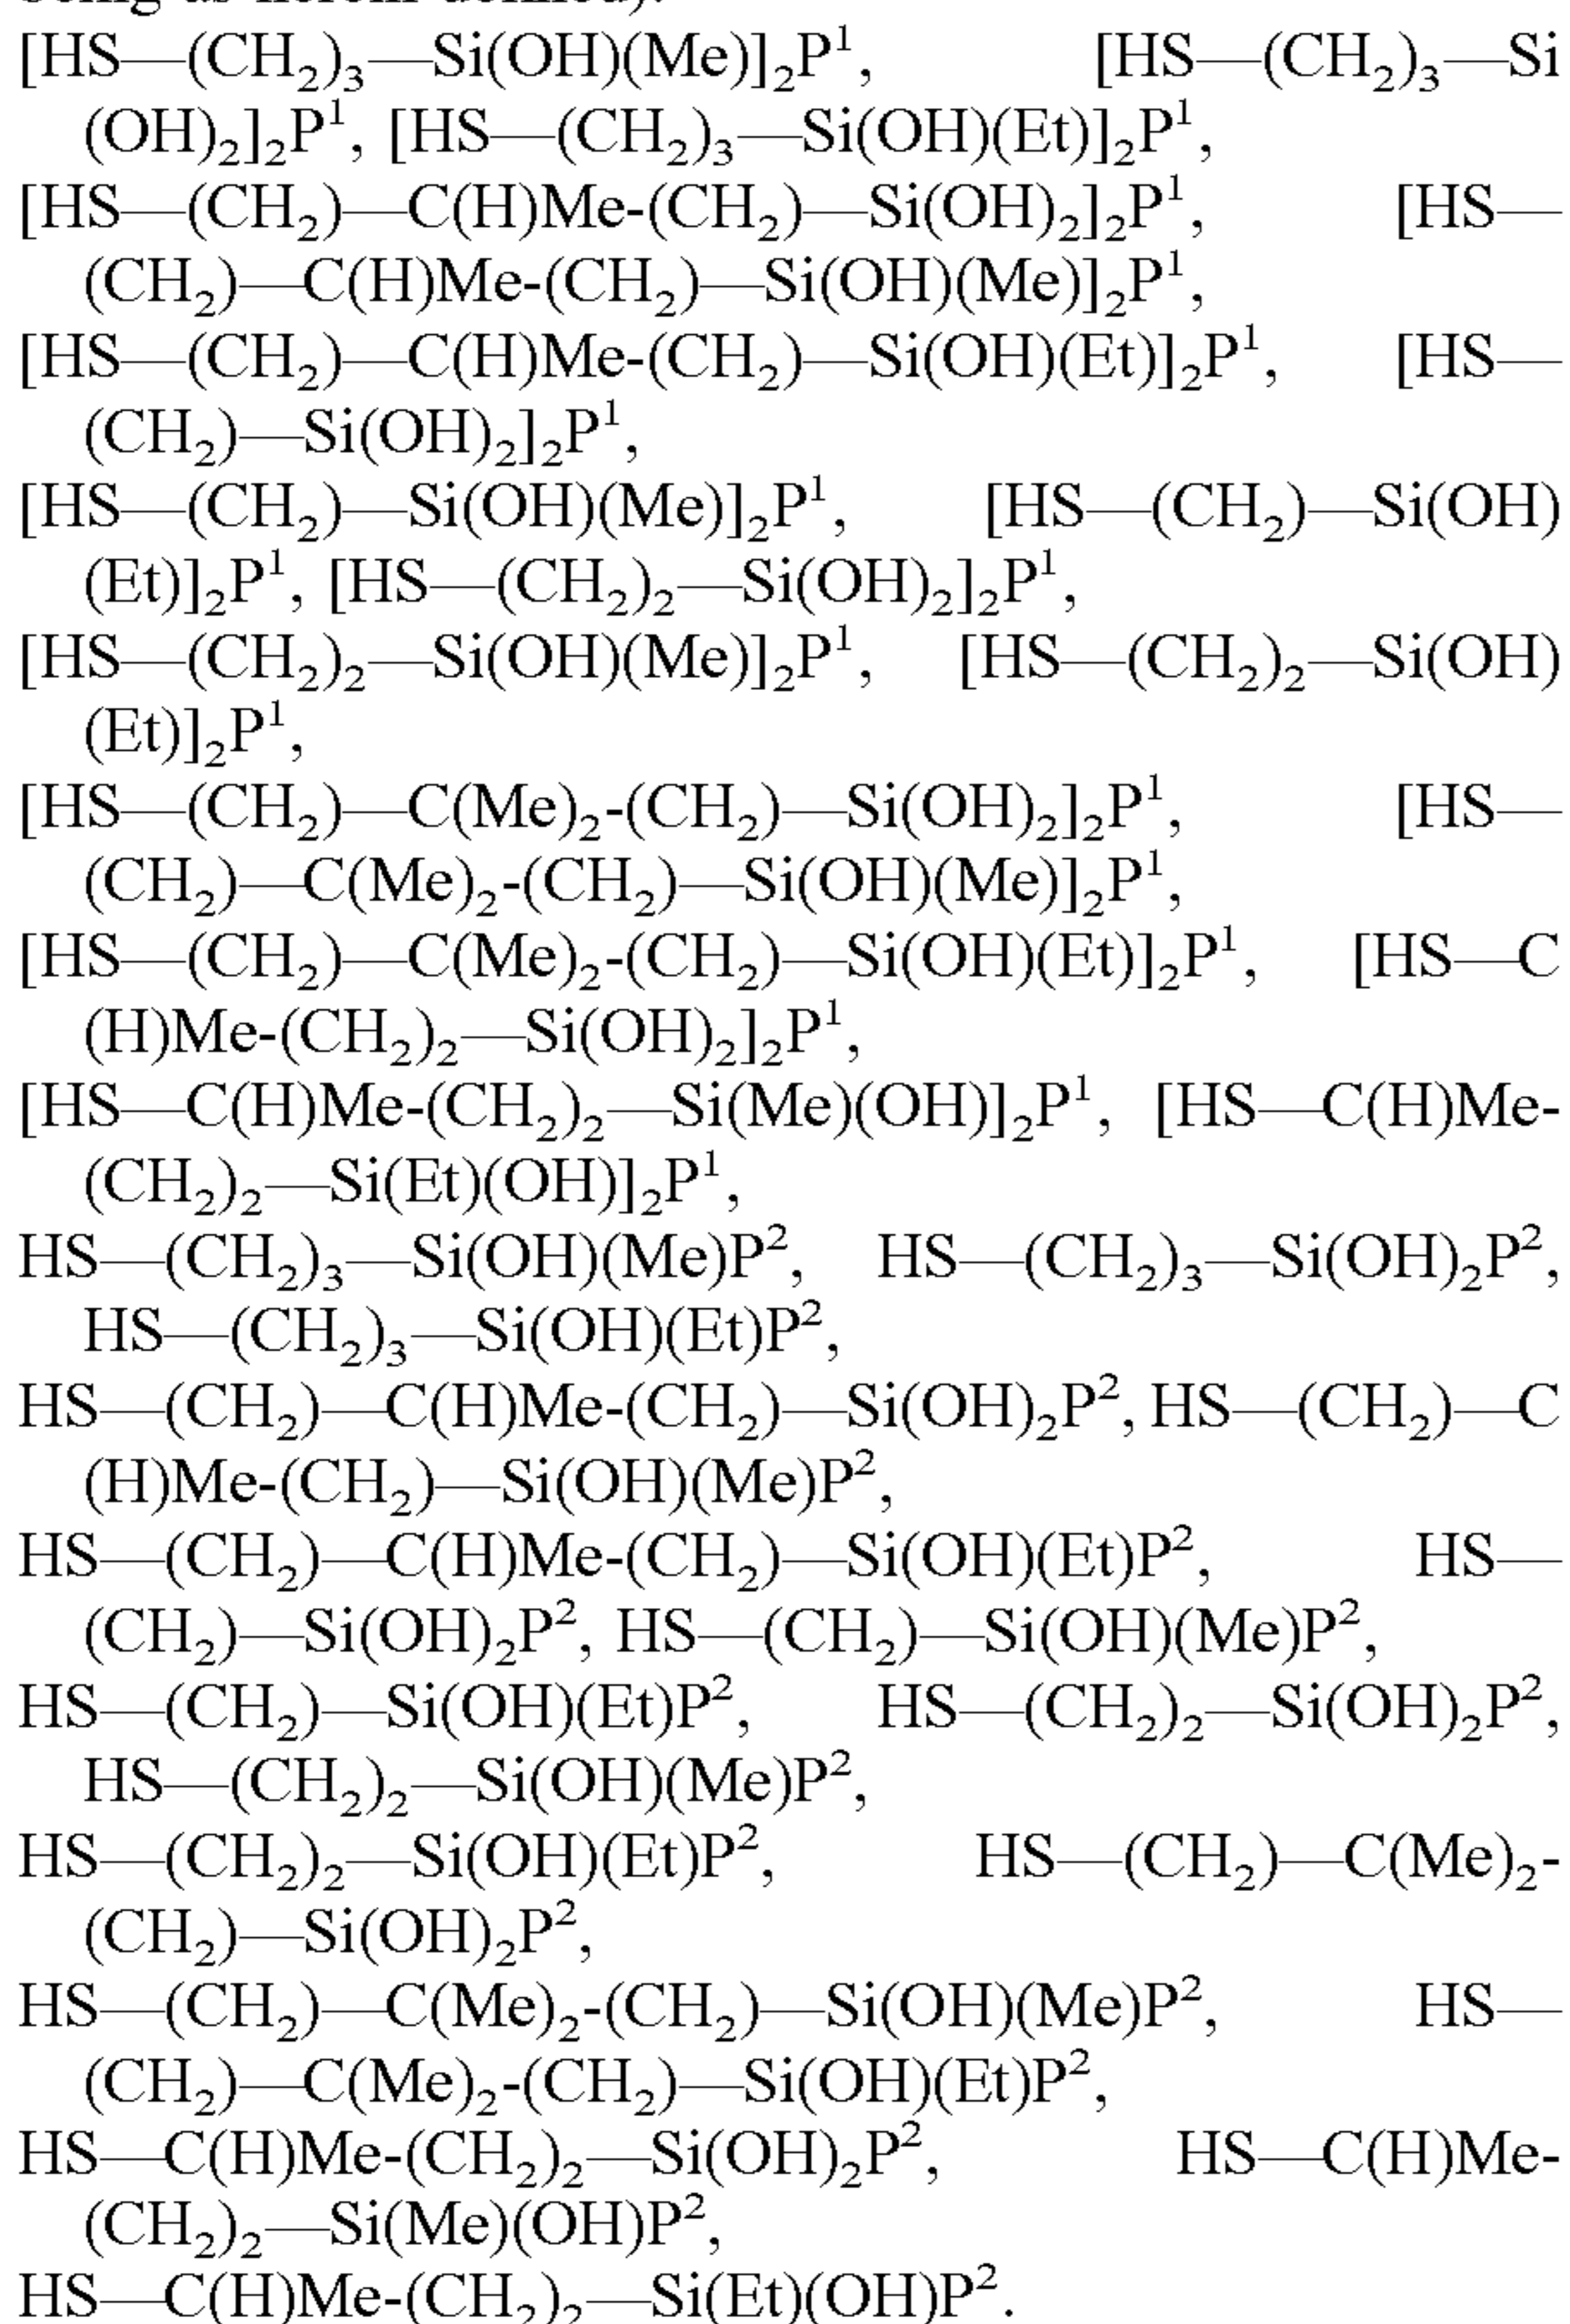 being as herein defined).
[HS—(CH₂)₃—Si(OH)(Me)]₂P¹, [HS—(CH₂)₃—Si
(OH)₂]₂P¹, [HS—(CH₂)₃—Si(OH)(Et)]₂P¹,
[HS—(CH₂)—C(H)Me-(CH₂)—Si(OH)₂]₂P¹, [HS—
(CH₂)—C(H)Me-(CH₂)—Si(OH)(Me)]₂P¹,
[HS—(CH₂)—C(H)Me-(CH₂)—Si(OH)(Et)]₂P¹, [HS—
(CH₂)—Si(OH)₂]₂P¹,
[HS—(CH₂)—Si(OH)(Me)]₂P¹, [HS—(CH₂)—Si(OH)
(Et)]₂P¹, [HS—(CH₂)₂—Si(OH)₂]₂P¹,
[HS—(CH₂)₂—Si(OH)(Me)]₂P¹, [HS—(CH₂)₂—Si(OH)
(Et)]₂P¹,
[HS—(CH₂)—C(Me)₂-(CH₂)—Si(OH)₂]₂P¹, [HS—
(CH₂)—C(Me)₂-(CH₂)—Si(OH)(Me)]₂P¹,
[HS—(CH₂)—C(Me)₂-(CH₂)—Si(OH)(Et)]₂P¹, [HS—C
(H)Me-(CH₂)₂—Si(OH)₂]₂P¹,
[HS—C(H)Me-(CH₂)₂—Si(Me)(OH)]₂P¹, [HS—C(H)Me-
(CH₂)₂—Si(Et)(OH)]₂P¹,
HS—(CH₂)₃—Si(OH)(Me)P², HS—(CH₂)₃—Si(OH)₂P²,
HS—(CH₂)₃—Si(OH)(Et)P²,
HS—(CH₂)—C(H)Me-(CH₂)—Si(OH)₂P², HS—(CH₂)—C
(H)Me-(CH₂)—Si(OH)(Me)P²,
HS—(CH₂)—C(H)Me-(CH₂)—Si(OH)(Et)P², HS—
(CH₂)—Si(OH)₂P², HS—(CH₂)—Si(OH)(Me)P²,
HS—(CH₂)—Si(OH)(Et)P², HS—(CH₂)₂—Si(OH)₂P²,
HS—(CH₂)₂—Si(OH)(Me)P²,
HS—(CH₂)₂—Si(OH)(Et)P², HS—(CH₂)—C(Me)₂-
(CH₂)—Si(OH)₂P²,
HS—(CH₂)—C(Me)₂-(CH₂)—Si(OH)(Me)P², HS—
(CH₂)—C(Me)₂-(CH₂)—Si(OH)(Et)P²,
HS—C(H)Me-(CH₂)₂—Si(OH)₂P², HS—C(H)Me-
(CH₂)₂—Si(Me)(OH)P²,
HS—C(H)Me-(CH₂)₂—Si(Et)(OH)P².